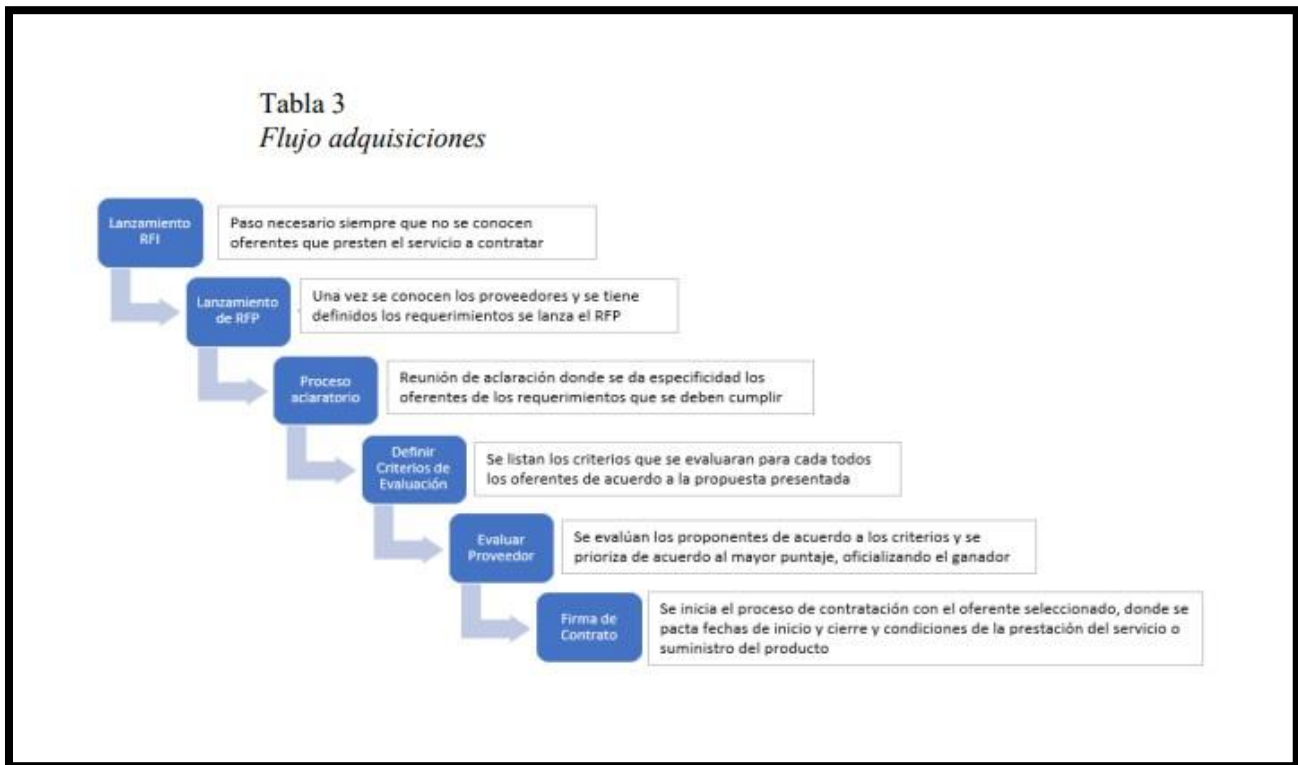 Tabla 3
Flujo adquisiciones
Lanzamiento
RFI
Paso necesario siempre que no se conocen
oferentes que presten el servicio a contratar
Lanzamiento
de RFP
Una vez se conocen los proveedores y se tiene
definidos los requerimientos se lanza el RFP
Proceso
aclaratorio
Reunión de aclaración donde se da especificidad los
oferentes de los requerimientos que se deben cumplir
Definir
Criterios de
Evaluación
Se listan los criterios que se evaluaran para cada todos
los oferentes de acuerdo a la propuesta presentada
Evaluar
Proveedor
Se evalúan los proponentes de acuerdo a los criterios y se
prioriza de acuerdo al mayor puntaje, oficializando el ganador
Firma de
Contrato
Se inicia el proceso de contratación con el oferente seleccionado, donde se
pacta fechas de inicio y cierre y condiciones de la prestación del servicio o
suministro del producto